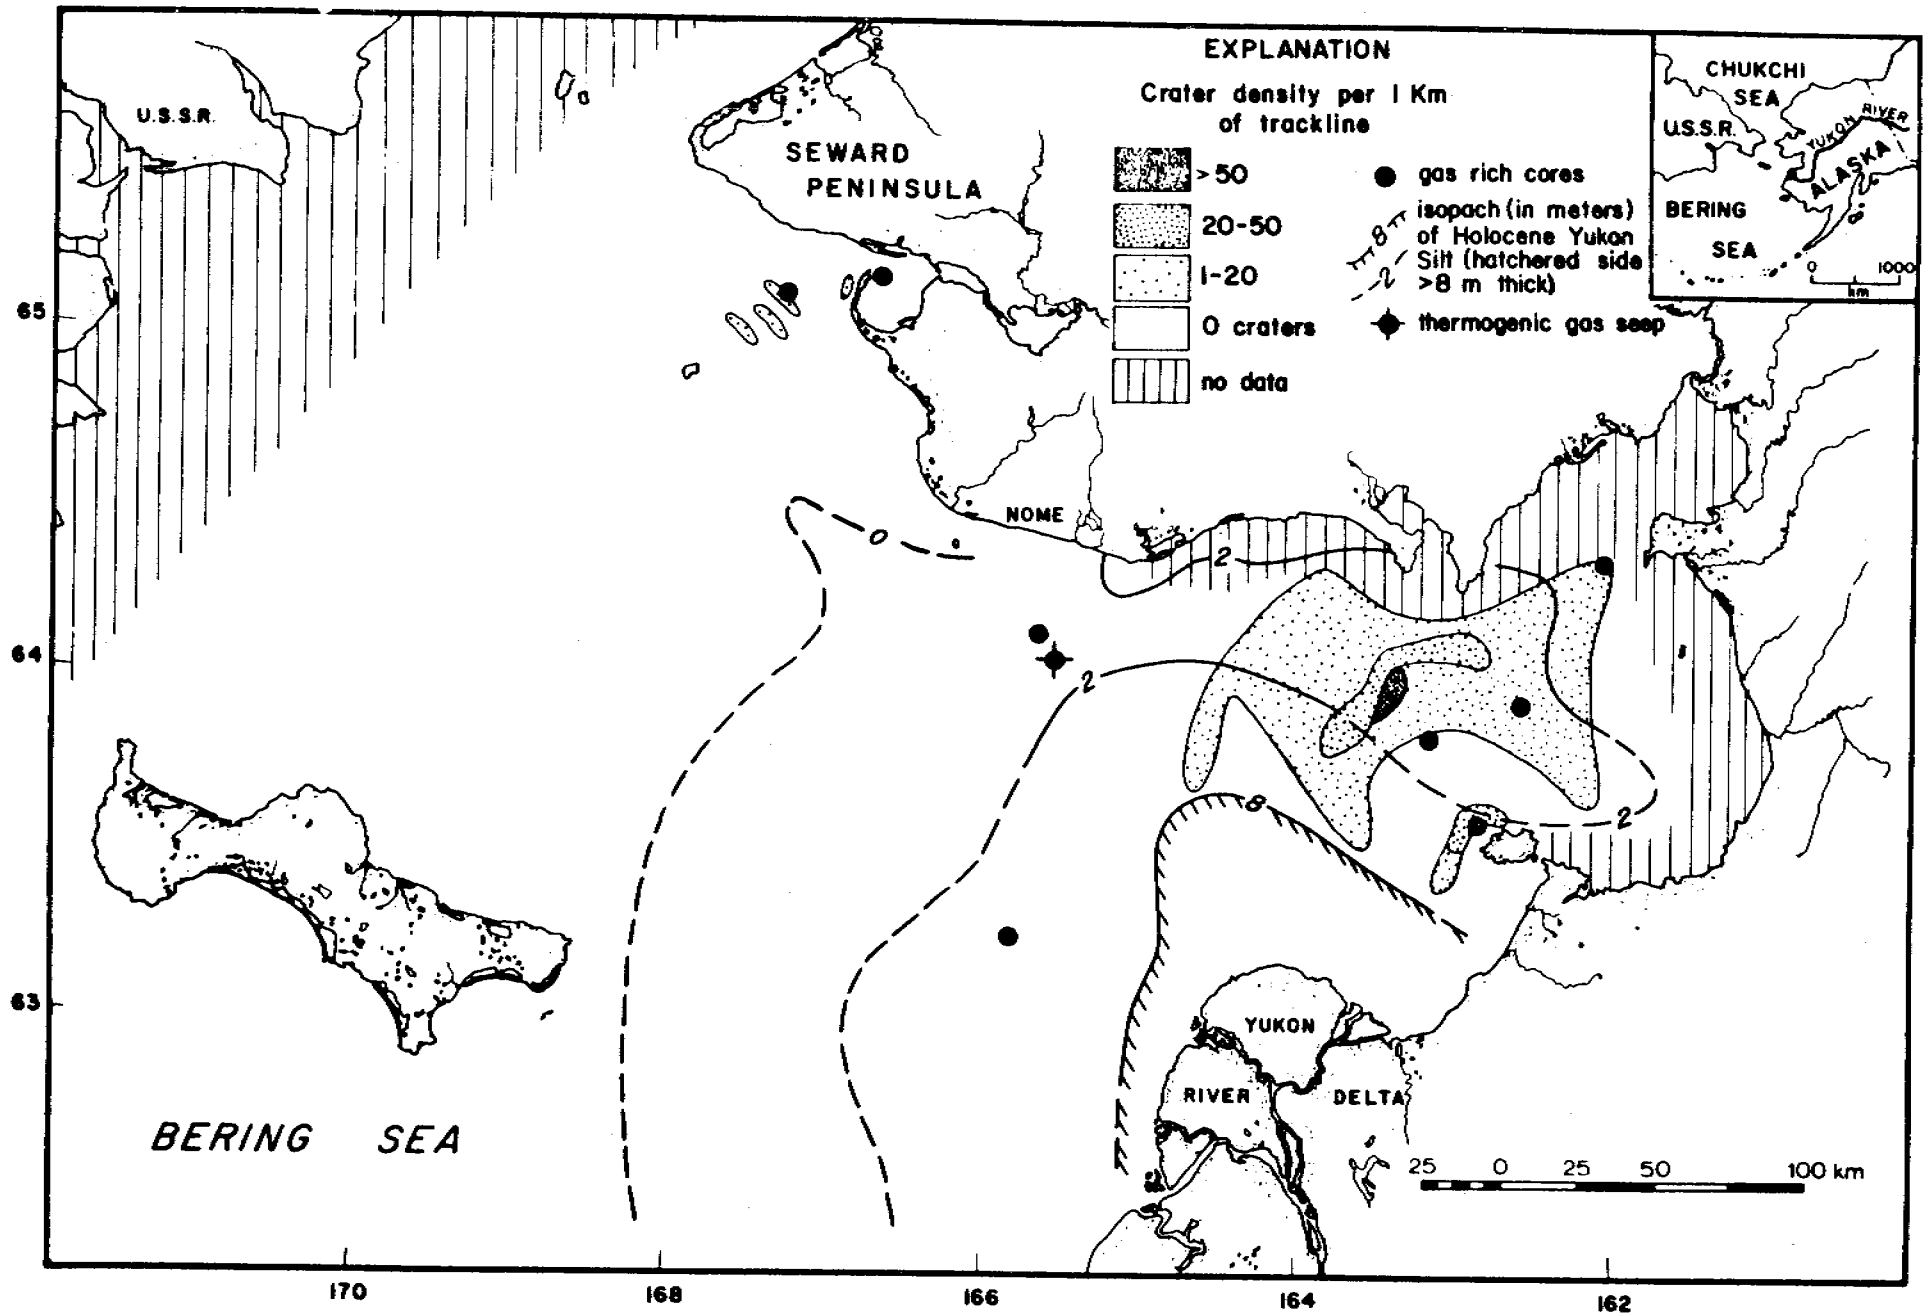 EXPLANATION
Crater density per 1 Km
of trackline
>50
20-50
1-20
0 craters
no data
gas rich cores
8
2
isopach (in meters)
of Holocene Yukon
Silt (hatchered side
>8 m thick)
thermogenic gas seep
CHUKCHI
SEA
U.S.S.R.
YUKON RIVER
ALASKA
BERING
SEA
0 1000
km
U.S.S.R.
SEWARD
PENINSULA
NOME
0
2
2
8
2
YUKON
RIVER
DELTA
BERING SEA
25 0 25 50 100 km
65
64
63
170 168 166 164 162